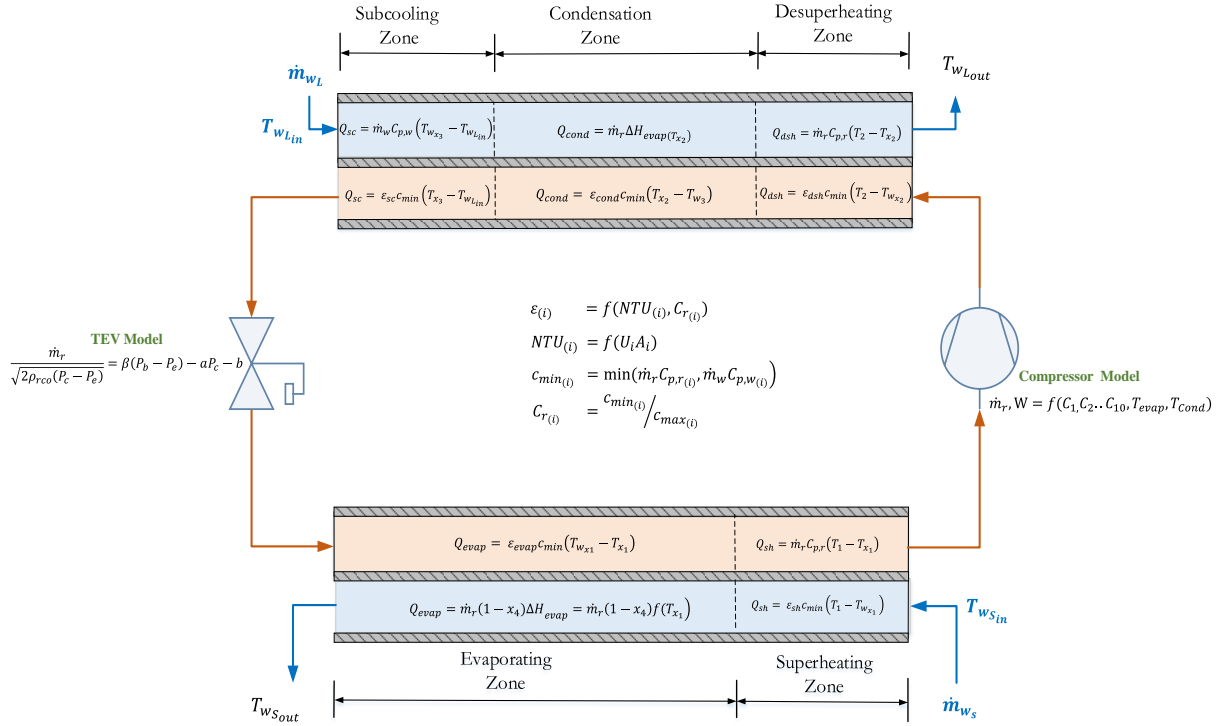 Subcooling
Zone
Condensation
Zone
Desuperheating
Zone
ṁ_{w_L}
T_{w_{L_{in}}}
T_{w_{L_{out}}}
Q_{sc} = ṁ_w C_{p,w} (T_{w_{x_3}} − T_{w_{L_{in}}})
Q_{cond} = ṁ_r ΔH_{evap(T_{x_2})}
Q_{dsh} = ṁ_r C_{p,r} (T_2 − T_{x_2})
Q_{sc} = ε_{sc} c_{min} (T_{x_3} − T_{w_{L_{in}}})
Q_{cond} = ε_{cond} c_{min} (T_{x_2} − T_{w_3})
Q_{dsh} = ε_{dsh} c_{min} (T_2 − T_{w_{x_2}})
ε_{(i)} = f(NTU_{(i)}, C_{r_{(i)}})
NTU_{(i)} = f(U_i A_i)
c_{min_{(i)}} = min(ṁ_r C_{p,r_{(i)}}, ṁ_w C_{p,w_{(i)}})
C_{r_{(i)}} = c_{min_{(i)}}/c_{max_{(i)}}
TEV Model
ṁ_r/√(2ρ_{rco}(P_c − P_e)) = β(P_b − P_e) − aP_c − b
Compressor Model
ṁ_r, W = f(C_1, C_2.. C_{10}, T_{evap}, T_{Cond})
Q_{evap} = ε_{evap} c_{min} (T_{w_{x1}} − T_{x_1})
Q_{sh} = ṁ_r C_{p,r} (T_1 − T_{x_1})
Q_{evap} = ṁ_r (1 − x_4)ΔH_{evap} = ṁ_r (1 − x_4)f(T_{x_1})
Q_{sh} = ε_{sh} c_{min} (T_1 − T_{w_{x_1}})
T_{w_{S_{in}}}
T_{w_{S_{out}}}
ṁ_{w_s}
Evaporating
Zone
Superheating
Zone